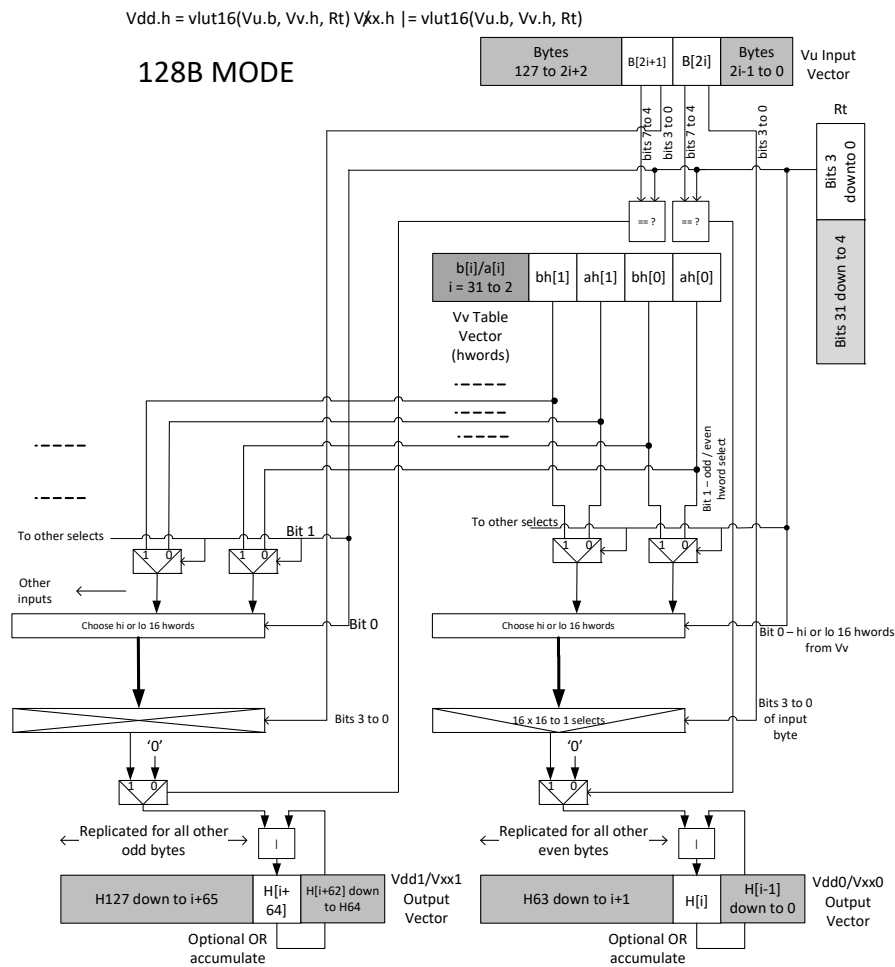 Vdd.h = vlut16(Vu.b, Vv.h, Rt) Vxx.h |= vlut16(Vu.b, Vv.h, Rt)
128B MODE
Bytes
127 to 2i+2
B[2i+1]
B[2i]
Bytes
2i-1 to 0
Vu Input
Vector
bits 7 to 4
bits 3 to 0
bits 7 to 4
bits 3 to 0
Rt
Bits 3
downto 0
Bits 31 down to 4
== ?
== ?
b[i]/a[i]
i = 31 to 2
bh[1]
ah[1]
bh[0]
ah[0]
Vv Table
Vector
(hwords)
Bit 1 – odd / even
hword select
To other selects
Bit 1
1 0
1 0
To other selects
1 0
1 0
Other
inputs
Choose hi or lo 16 hwords
Bit 0
Choose hi or lo 16 hwords
Bit 0 – hi or lo 16 hwords
from Vv
Bits 3 to 0
16 x 16 to 1 selects
Bits 3 to 0
of input
byte
‘0’
1 0
‘0’
1 0
Replicated for all other
odd bytes
|
Replicated for all other
even bytes
|
H127 down to i+65
H[i+
64]
H[i+62] down
to H64
Vdd1/Vxx1
Output
Vector
H63 down to i+1
H[i]
H[i-1]
down to 0
Vdd0/Vxx0
Output
Vector
Optional OR
accumulate
Optional OR
accumulate